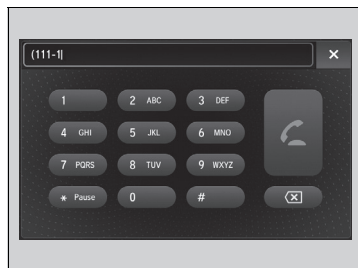 (111-1
1
2 ABC
3 DEF
4 GHI
5 JKL
6 MNO
7 PQRS
8 TUV
9 WXYZ
* Pause
0
#